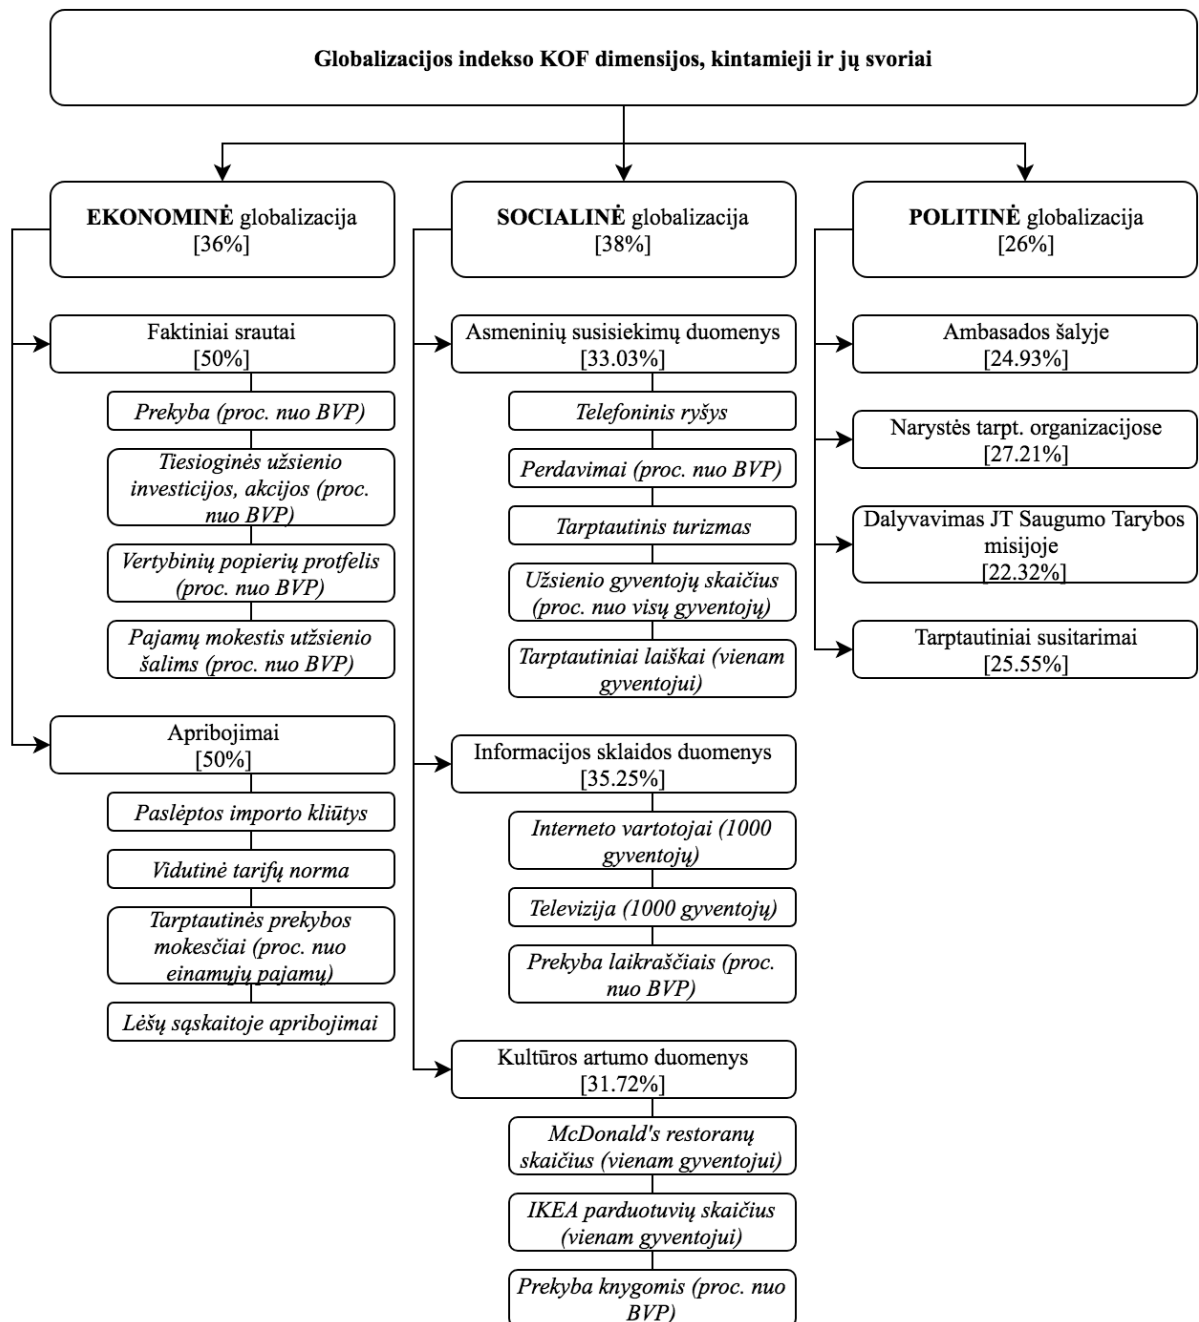 Globalizacijos indekso KOF dimensijos, kintamieji ir jų svoriai
EKONOMINĖ globalizacija
[36%]
Faktiniai srautai
[50%]
Prekyba (proc. nuo BVP)
Tiesioginės užsienio
investicijos, akcijos (proc.
nuo BVP)
Vertybinių popierių protfelis
(proc. nuo BVP)
Pajamų mokestis utžsienio
šalims (proc. nuo BVP)
Apribojimai
[50%]
Paslėptos importo kliūtys
Vidutinė tarifų norma
Tarptautinės prekybos
mokesčiai (proc. nuo
einamųjų pajamų)
Lėšų sąskaitoje apribojimai
SOCIALINĖ globalizacija
[38%]
Asmeninių susisiekimų duomenys
[33.03%]
Telefoninis ryšys
Perdavimai (proc. nuo BVP)
Tarptautinis turizmas
Užsienio gyventojų skaičius
(proc. nuo visų gyventojų)
Tarptautiniai laiškai (vienam
gyventojui)
Informacijos sklaidos duomenys
[35.25%]
Interneto vartotojai (1000
gyventojų)
Televizija (1000 gyventojų)
Prekyba laikraščiais (proc.
nuo BVP)
Kultūros artumo duomenys
[31.72%]
McDonald's restoranų
skaičius (vienam gyventojui)
IKEA parduotuvių skaičius
(vienam gyventojui)
Prekyba knygomis (proc. nuo
BVP)
POLITINĖ globalizacija
[26%]
Ambasados šalyje
[24.93%]
Narystės tarpt. organizacijose
[27.21%]
Dalyvavimas JT Saugumo Tarybos
misijoje
[22.32%]
Tarptautiniai susitarimai
[25.55%]